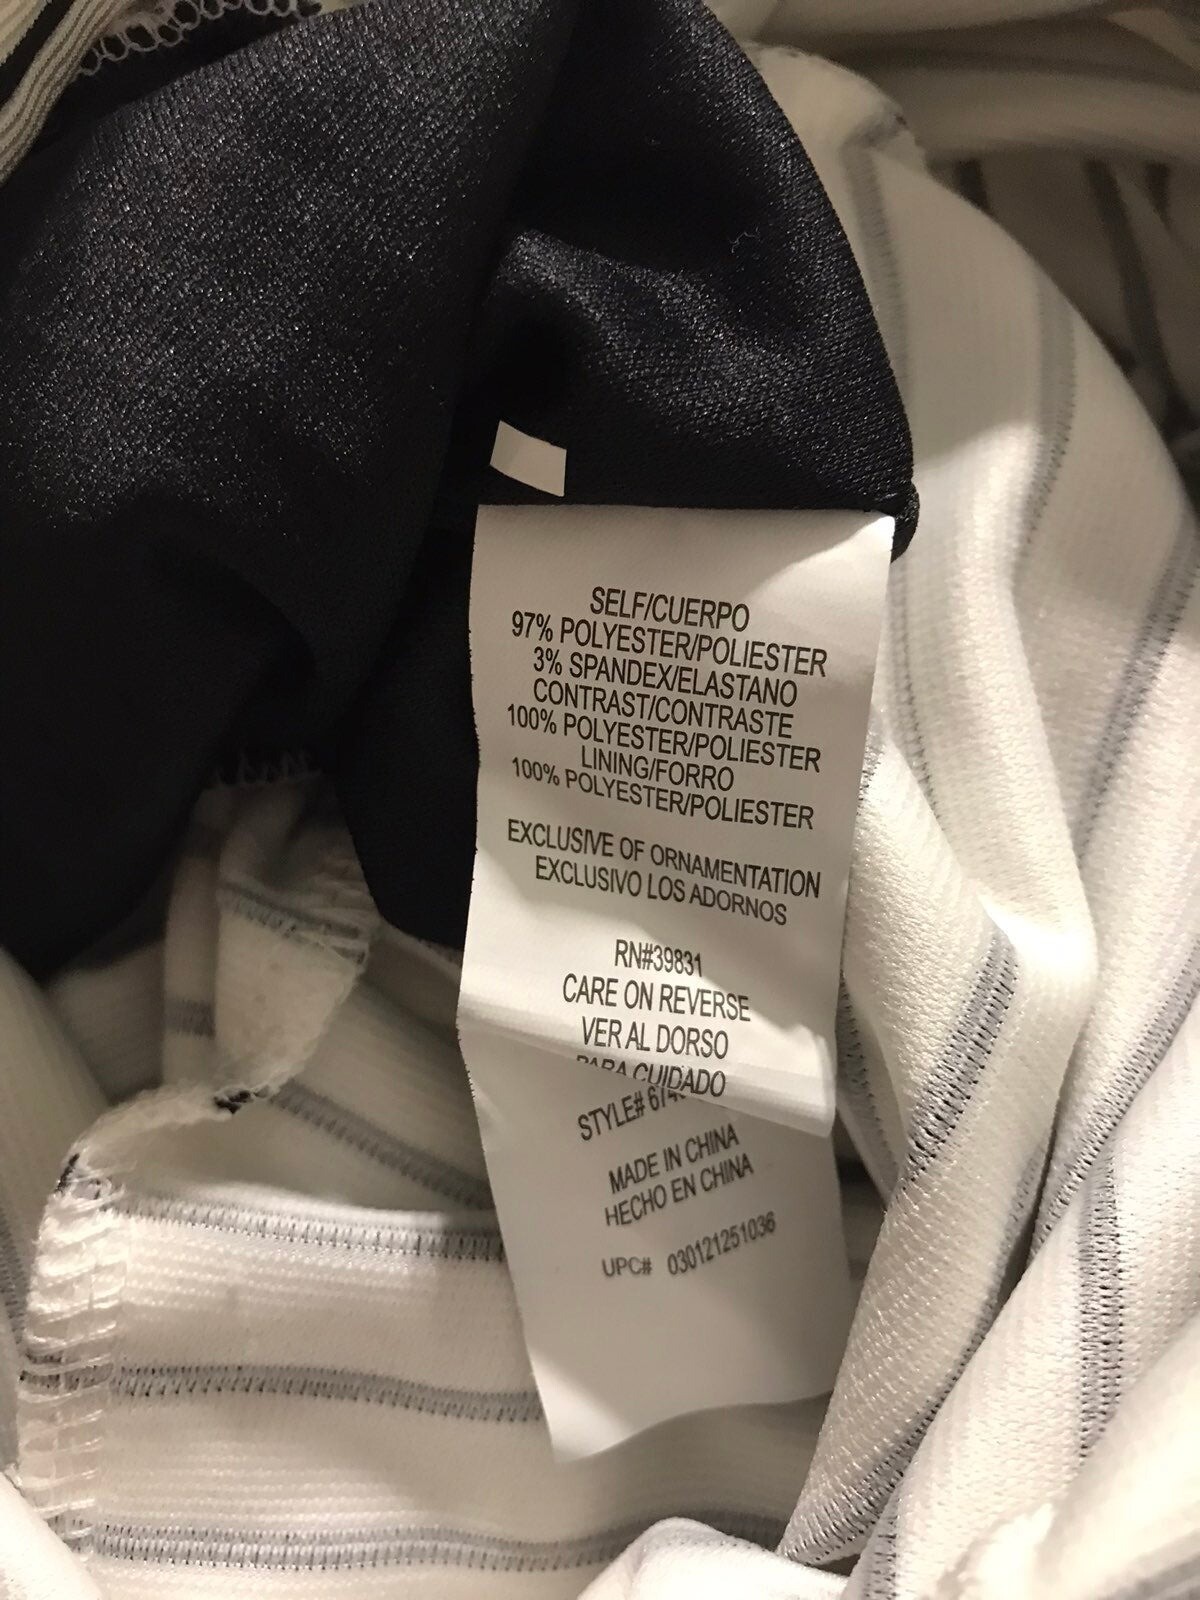 SELF/CUERPO
97% POLYESTER/POLIESTER
3% SPANDEX/ELASTANO
CONTRAST/CONTRASTE
100% POLYESTER/POLIESTER
LINING/FORRO
100% POLYESTER/POLIESTER
EXCLUSIVE OF ORNAMENTATION
EXCLUSIVO LOS ADORNOS
RN#39831
CARE ON REVERSE
VER AL DORSO
PARA CUIDADO
STYLE#
MADE IN CHINA
HECHO EN CHINA
UPC# 030121251036